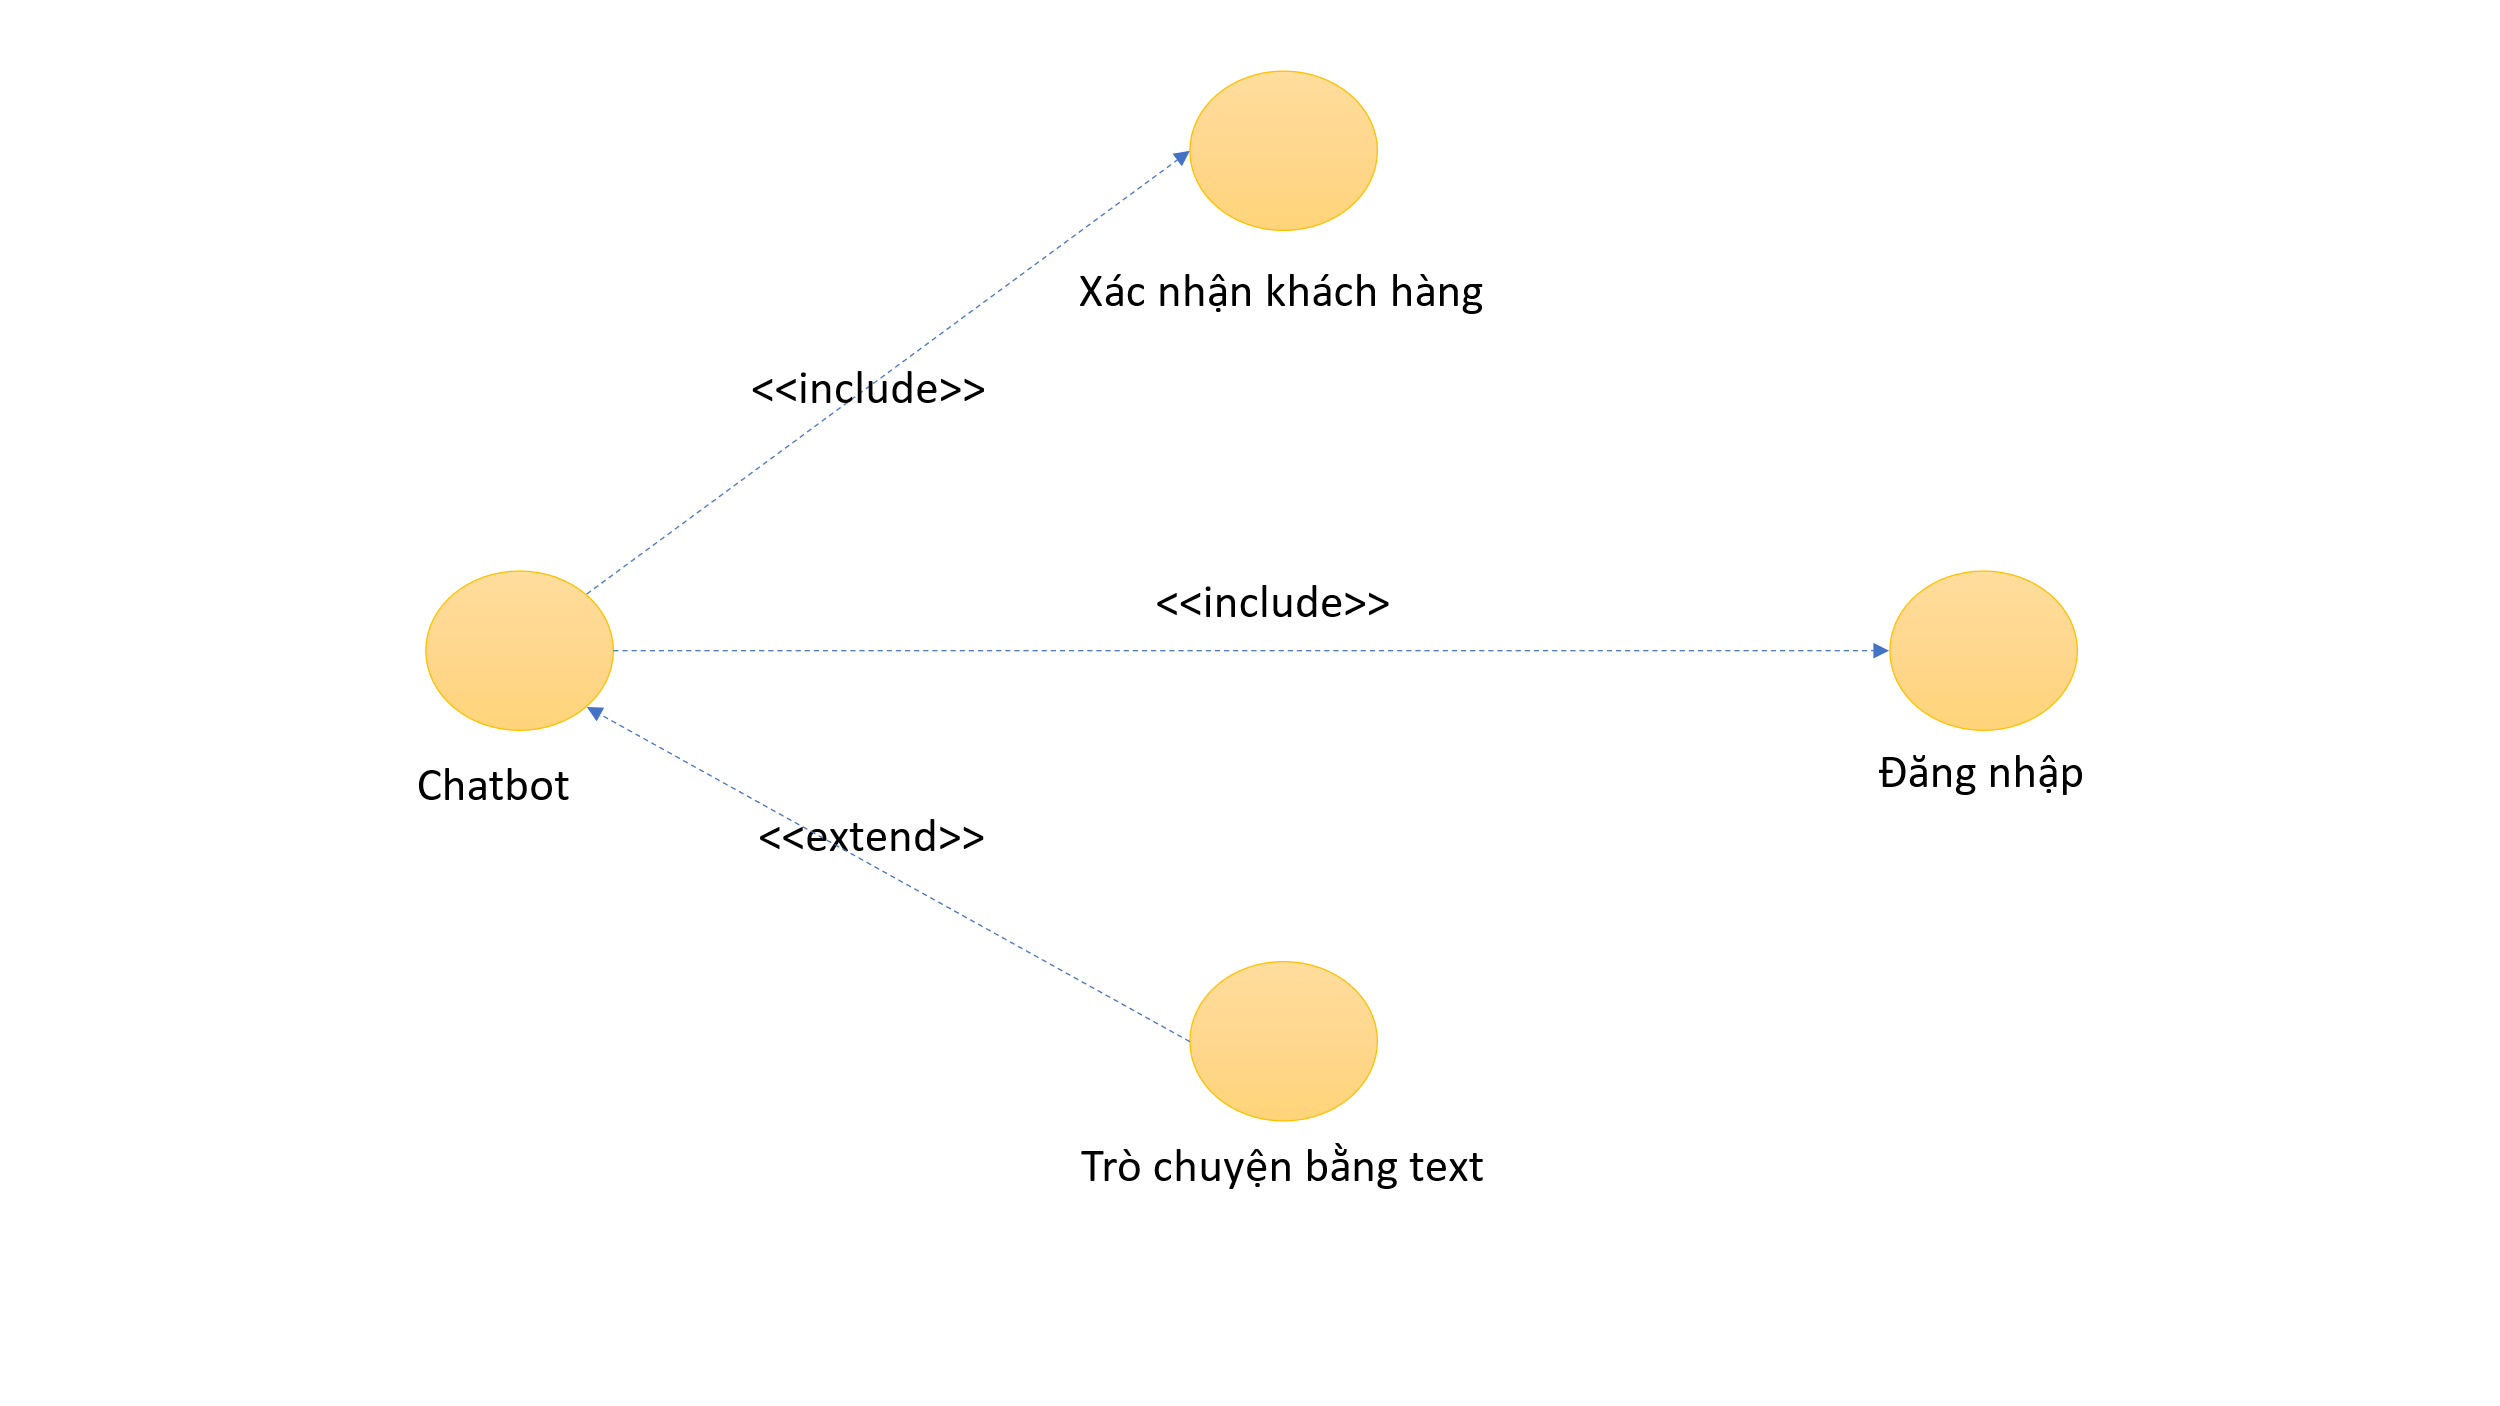 Xác nhận khách hàng
<<include>>
<<include>>
Chatbot
Đăng nhập
<<extend>>
Trò chuyện bằng text